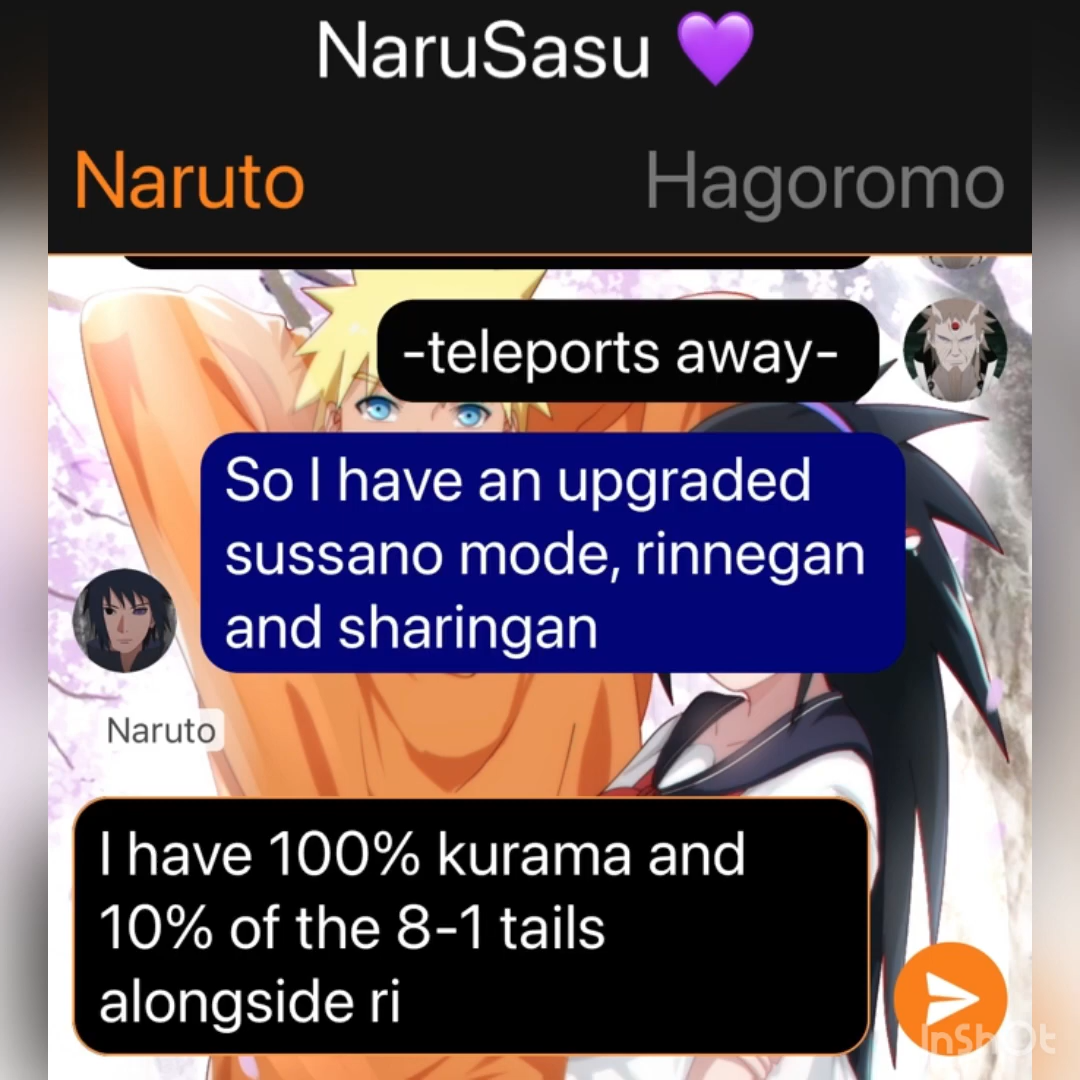 NaruSasu 💜
Naruto
Hagoromo
-teleports away-
So I have an upgraded
sussano mode, rinnegan
and sharingan
Naruto
I have 100% kurama and
10% of the 8-1 tails
alongside ri
InShOt